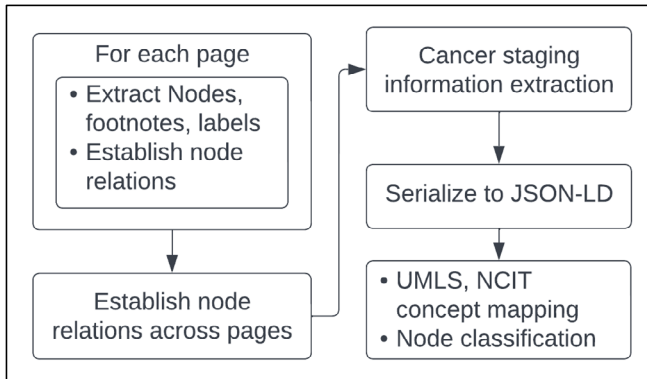 For each page
• Extract Nodes,
footnotes, labels
• Establish node
relations
Establish node
relations across pages
Cancer staging
information extraction
Serialize to JSON-LD
• UMLS, NCIT
concept mapping
• Node classification